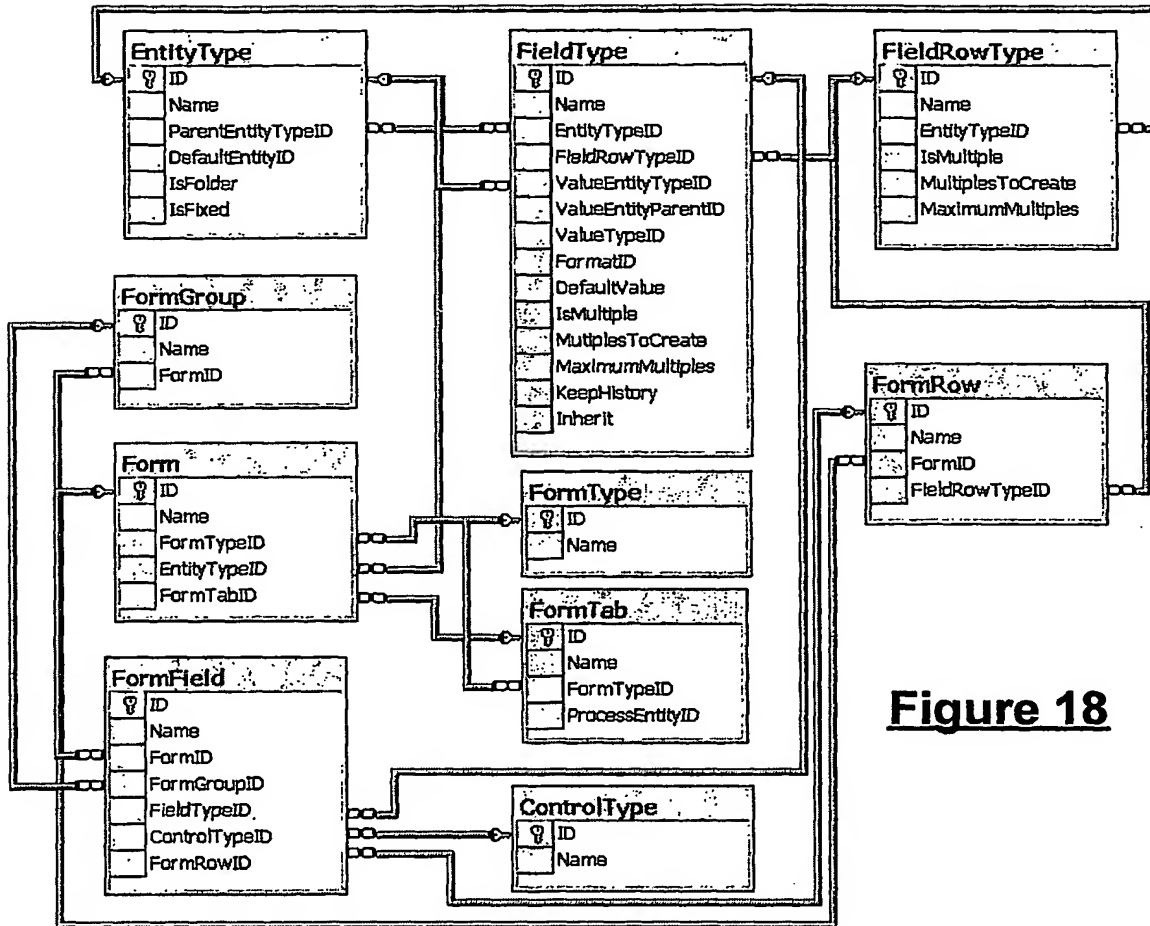 EntityType
ID
Name
ParentEntityTypeID
DefaultEntityID
IsFolder
IsFixed
FieldType
ID
Name
EntityTypeID
FieldRowTypeID
ValueEntityTypeID
ValueEntityParentID
ValueTypeID
FormatID
DefaultValue
IsMultiple
MutiplesToCreate
MaximumMultiples
KeepHistory
Inherit
FieldRowType
ID
Name
EntityTypeID
IsMultiple
MultiplesToCreate
MaximumMultiples
FormGroup
ID
Name
FormID
FormRow
ID
Name
FormID
FieldRowTypeID
Form
ID
Name
FormTypeID
EntityTypeID
FormTabID
FormType
ID
Name
FormTab
ID
Name
FormTypeID
ProcessEntityID
FormField
ID
Name
FormID
FormGroupID
FieldTypeID
ControlTypeID
FormRowID
ControlType
ID
Name
Figure 18